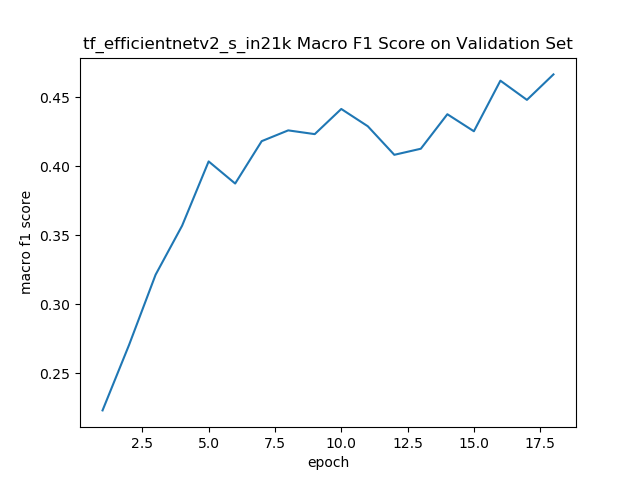 tf_efficientnetv2_s_in21k Macro F1 Score on Validation Set
macro f1 score
0.45
0.40
0.35
0.30
0.25
2.5 5.0 7.5 10.0 12.5 15.0 17.5
epoch